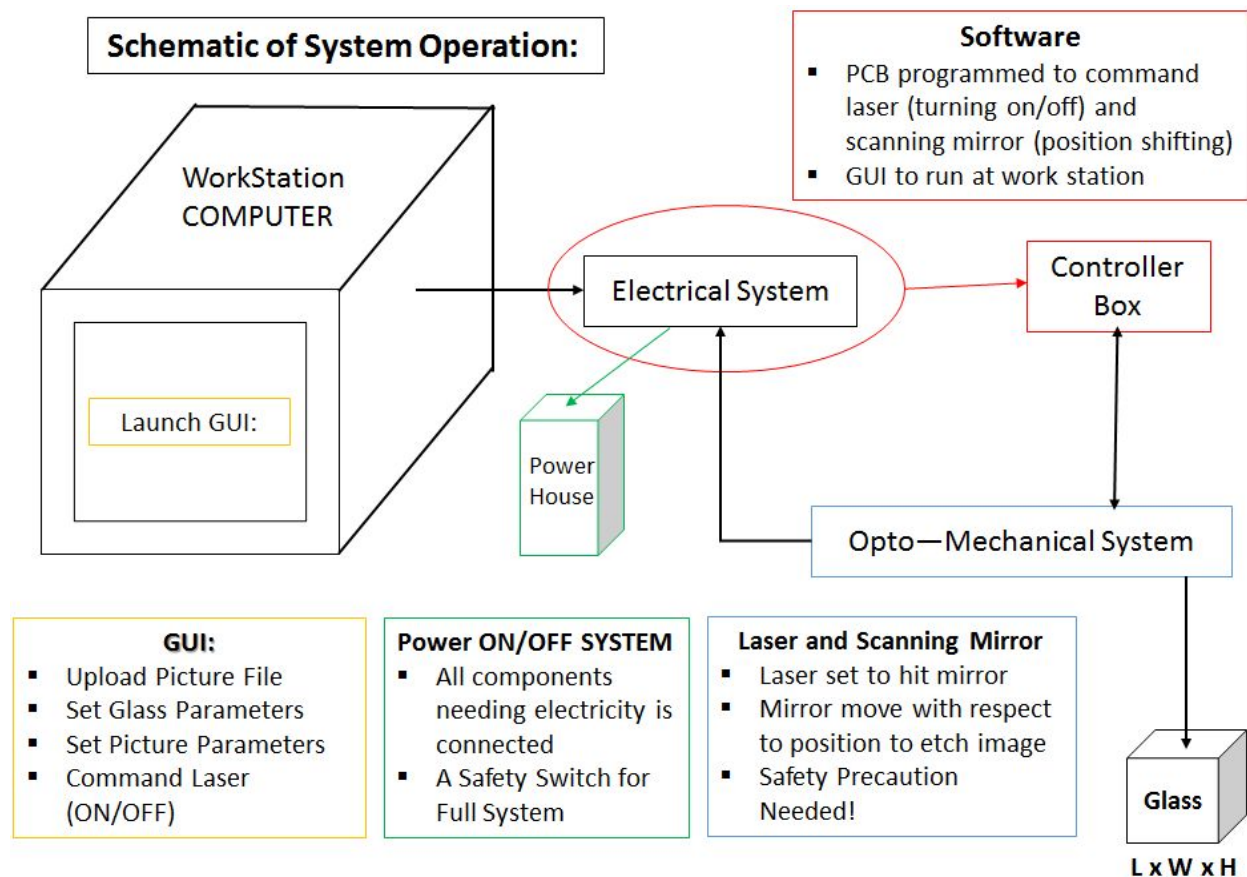 Schematic of System Operation:
Software
▪ PCB programmed to command
laser (turning on/off) and
scanning mirror (position shifting)
▪ GUI to run at work station
WorkStation
COMPUTER
Launch GUI:
Electrical System
Controller
Box
Power
House
Opto—Mechanical System
GUI:
▪ Upload Picture File
▪ Set Glass Parameters
▪ Set Picture Parameters
▪ Command Laser
(ON/OFF)
Power ON/OFF SYSTEM
▪ All components
needing electricity is
connected
▪ A Safety Switch for
Full System
Laser and Scanning Mirror
▪ Laser set to hit mirror
▪ Mirror move with respect
to position to etch image
▪ Safety Precaution
Needed!
Glass
L x W x H